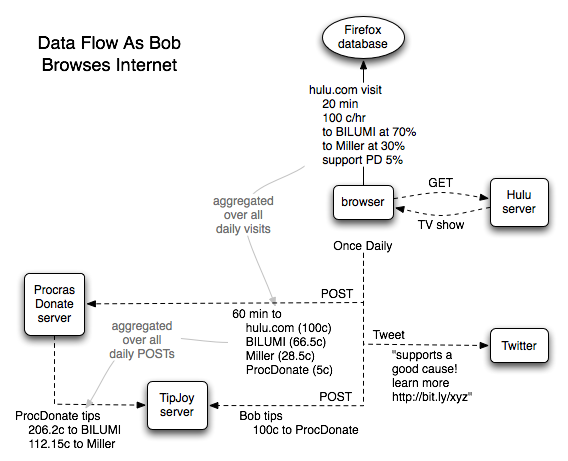 Data Flow As Bob
Browses Internet
Firefox
database
hulu.com visit
20 min
100 c/hr
to BILUMI at 70%
to Miller at 30%
support PD 5%
aggregated
over all
daily visits
browser
GET
TV show
Hulu
server
Once Daily
Procras
Donate
server
POST
60 min to
hulu.com (100c)
BILUMI (66.5c)
Miller (28.5c)
ProcDonate (5c)
aggregated
over all
daily POSTs
Tweet
"supports a
good cause!
learn more
http://bit.ly/xyz"
Twitter
POST
TipJoy
server
ProcDonate tips
206.2c to BILUMI
112.15c to Miller
Bob tips
100c to ProcDonate